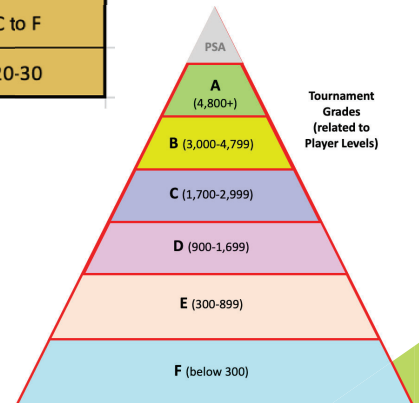 C to F
20-30
PSA
A
(4,800+)
Tournament
Grades
(related to
Player Levels)
B (3,000-4,799)
C (1,700-2,999)
D (900-1,699)
E (300-899)
F (below 300)